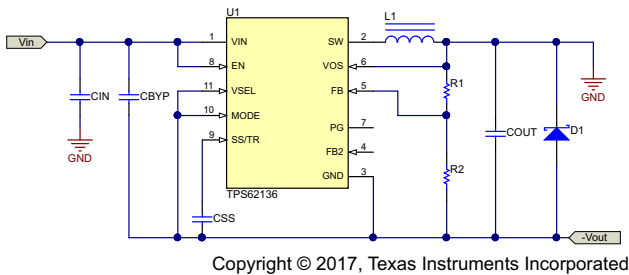 U1
L1
Vin
1 VIN SW 2
8 EN VOS 6
11 VSEL FB 5
10 MODE
9 SS/TR PG 7
FB2 4
GND 3
TPS62136
CIN
CBYP
GND
CSS
R1
R2
COUT
D1
GND
-Vout
Copyright © 2017, Texas Instruments Incorporated